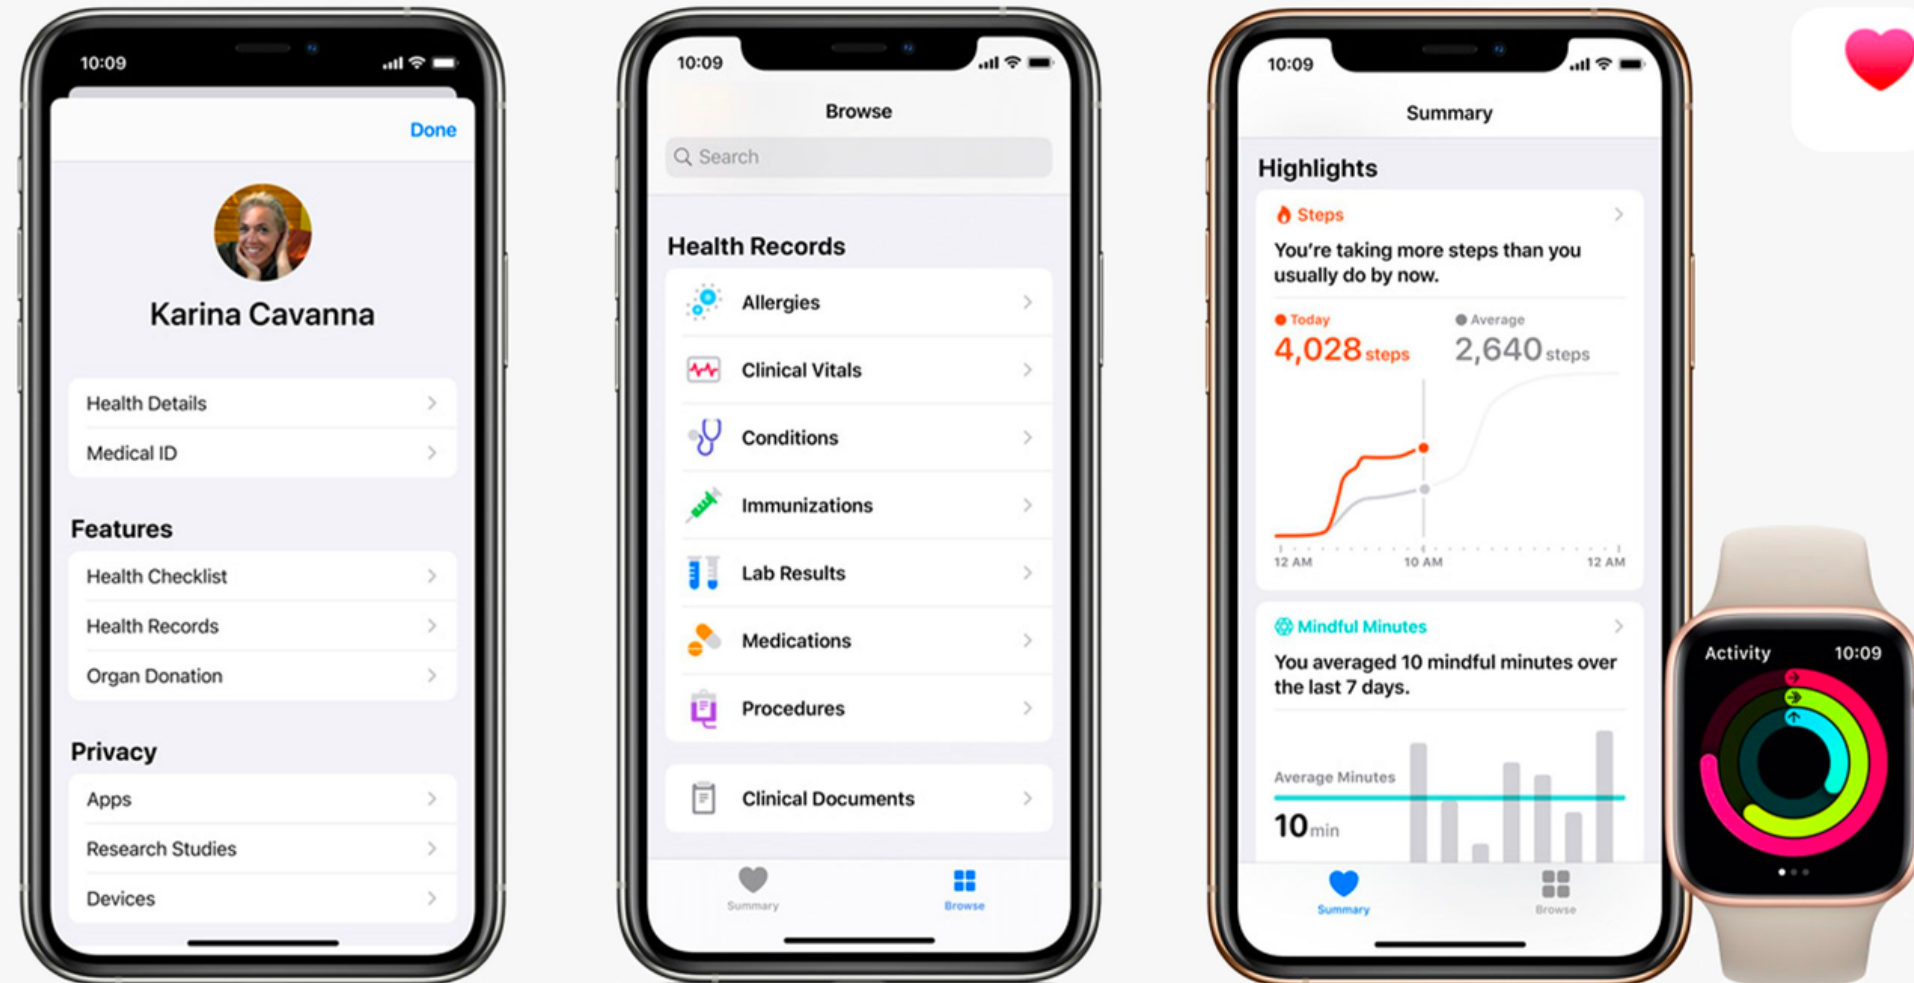 10:09
Done
Karina Cavanna
Health Details
Medical ID
Features
Health Checklist
Health Records
Organ Donation
Privacy
Apps
Research Studies
Devices
10:09
Browse
Search
Health Records
Allergies
Clinical Vitals
Conditions
Immunizations
Lab Results
Medications
Procedures
Clinical Documents
Summary
Browse
10:09
Summary
Highlights
Steps
You're taking more steps than you
usually do by now.
Today
Average
4,028 steps
2,640 steps
12 AM
10 AM
12 AM
Mindful Minutes
You averaged 10 mindful minutes over
the last 7 days.
Average Minutes
10 min
Summary
Browse
Activity
10:09